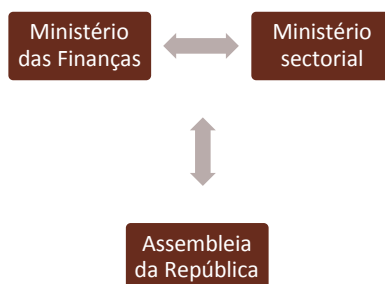 Ministério
das Finanças
Ministério
sectorial
Assembleia
da República